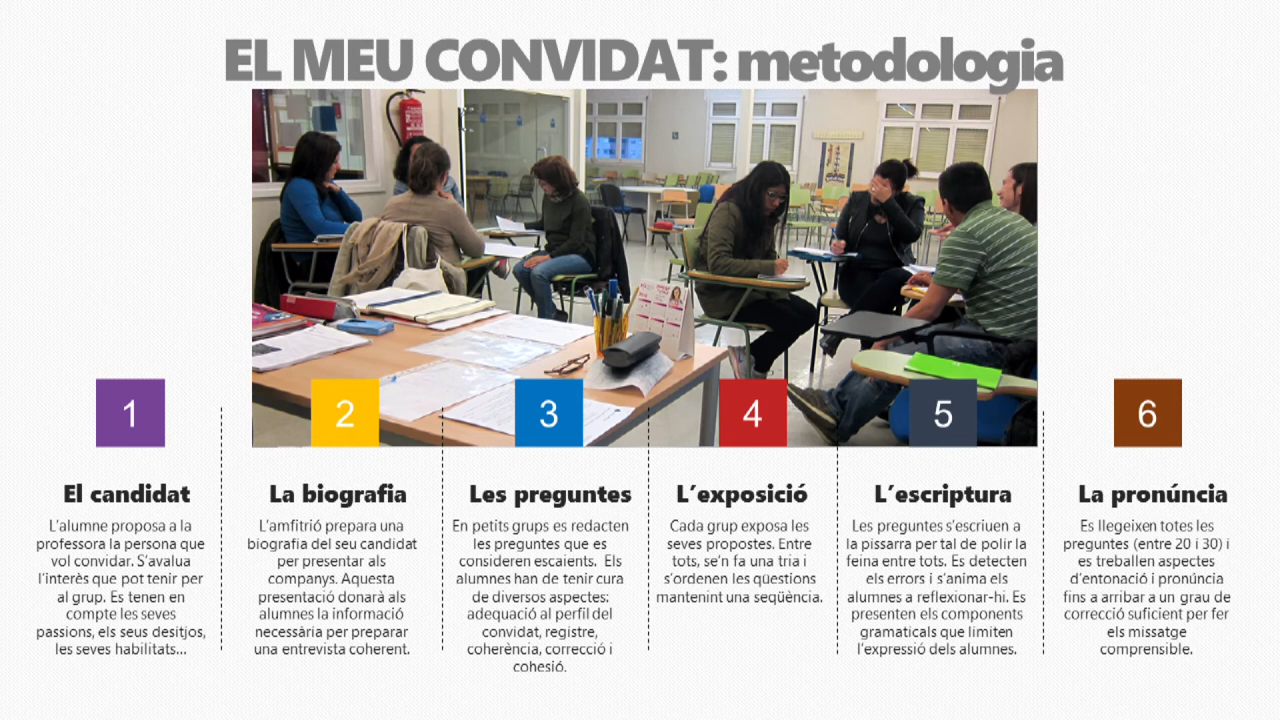 EL MEU CONVIDAT: metodologia
1
El candidat
L'alumne proposa a la
professora la persona que
vol convidar. S'avalua
l'interès que pot tenir per
al grup. Es tenen en
compte les seves
passions, els seus desitjos,
les seves habilitats...
2
La biografia
L'amfitrió prepara una
biografia del seu candidat
per presentar als
companys. Aquesta
presentació donarà als
alumnes la informació
necessària per preparar
una entrevista coherent.
3
Les preguntes
En petits grups es redacten
les preguntes que es
consideren escaients. Els
alumnes han de tenir cura
de diversos aspectes:
adequació al perfil del
convidat, registre,
coherència, correcció i
cohesió.
4
L'exposició
Cada grup exposa les
seves propostes. Entre
tots, se'n fa una tria i
s'ordenen les qüestions
mantenint una seqüència.
5
L'escriptura
Les preguntes s'escriuen a
la pissarra per tal de polir la
feina entre tots. Es detecten
els errors i s'anima els
alumnes a reflexionar-hi. Es
presenten els components
gramaticals que limiten
l'expressió dels alumnes.
6
La pronúncia
Es llegeixen totes les
preguntes (entre 20 i 30) i
es treballen aspectes
d'entonació i pronúncia
fins a arribar a un grau de
correcció suficient per fer
els missatge
comprensible.